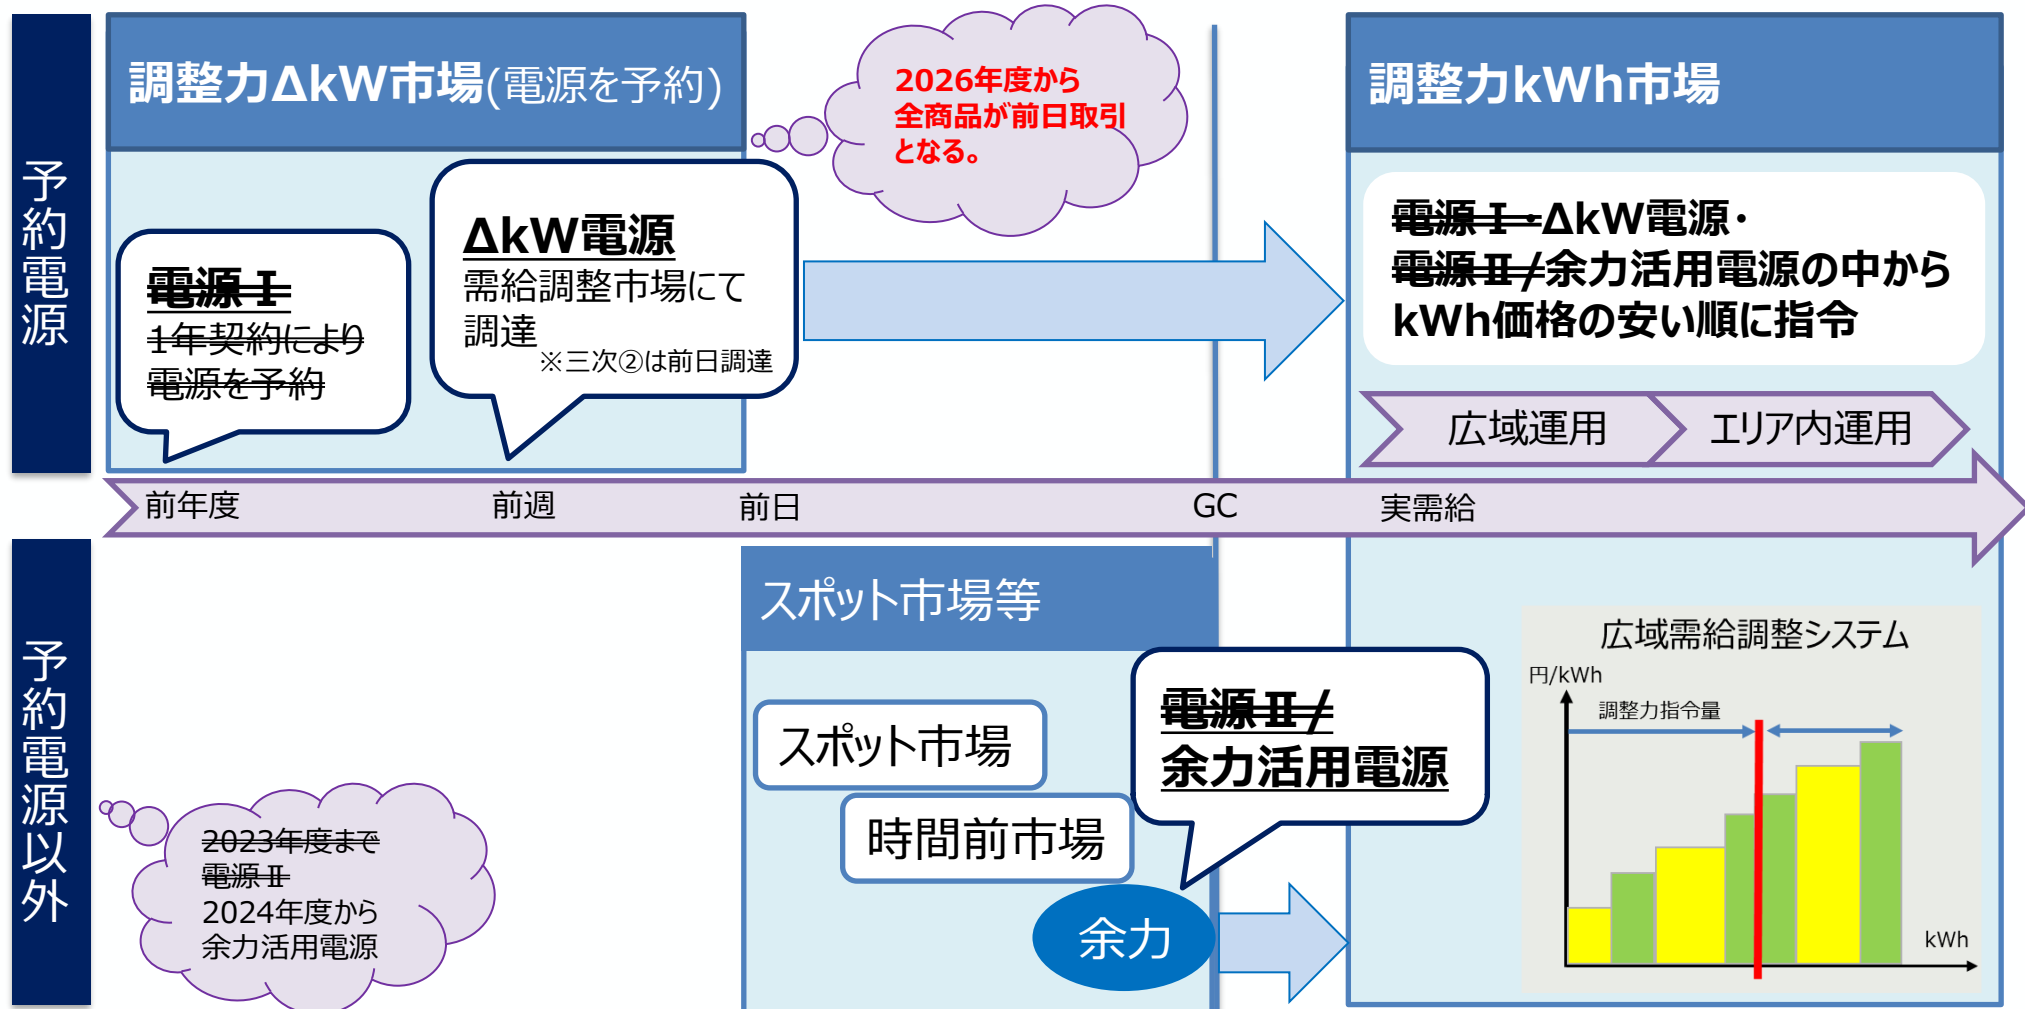 予約電源
調整力ΔkW市場(電源を予約)
2026年度から
全商品が前日取引
となる。
調整力kWh市場
電源Ⅰ
1年契約により
電源を予約
ΔkW電源
需給調整市場にて
調達
※三次②は前日調達
電源Ⅰ・ΔkW電源・
電源Ⅱ/余力活用電源の中から
kWh価格の安い順に指令
広域運用
エリア内運用
前年度
前週
前日
GC
実需給
予約電源以外
スポット市場等
スポット市場
時間前市場
電源Ⅱ/
余力活用電源
余力
2023年度まで
電源Ⅱ
2024年度から
余力活用電源
広域需給調整システム
円/kWh
調整力指令量
kWh